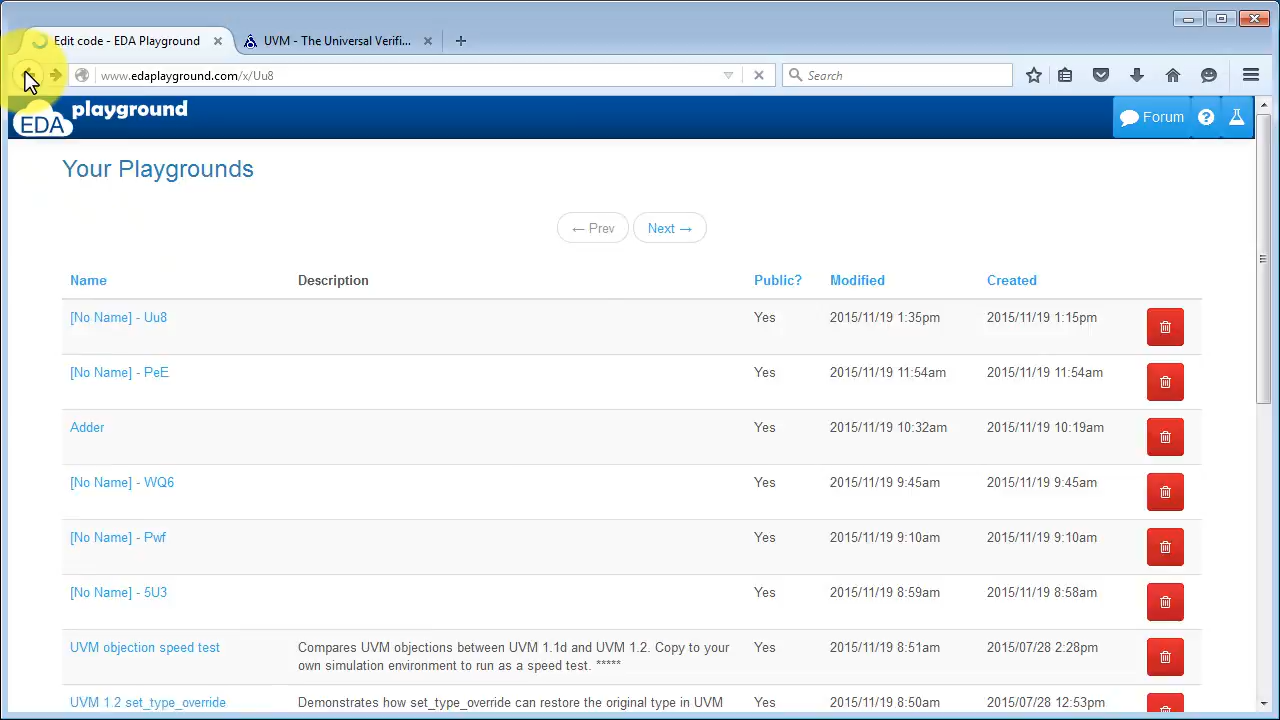 Edit code - EDA Playground
UVM - The Universal Verifi...
www.edaplayground.com/x/Uu8
Search
EDA playground
Forum
Your Playgrounds
← Prev
Next →
Name Description Public? Modified Created
[No Name] - Uu8 Yes 2015/11/19 1:35pm 2015/11/19 1:15pm
[No Name] - PeE Yes 2015/11/19 11:54am 2015/11/19 11:54am
Adder Yes 2015/11/19 10:32am 2015/11/19 10:19am
[No Name] - WQ6 Yes 2015/11/19 9:45am 2015/11/19 9:45am
[No Name] - Pwf Yes 2015/11/19 9:10am 2015/11/19 9:10am
[No Name] - 5U3 Yes 2015/11/19 8:59am 2015/11/19 8:58am
UVM objection speed test Compares UVM objections between UVM 1.1d and UVM 1.2. Copy to your Yes 2015/11/19 8:51am 2015/07/28 2:28pm
own simulation environment to run as a speed test. *****
UVM 1.2 set_type_override Demonstrates how set_type_override can restore the original type in UVM Yes 2015/11/19 8:50am 2015/07/28 12:53pm